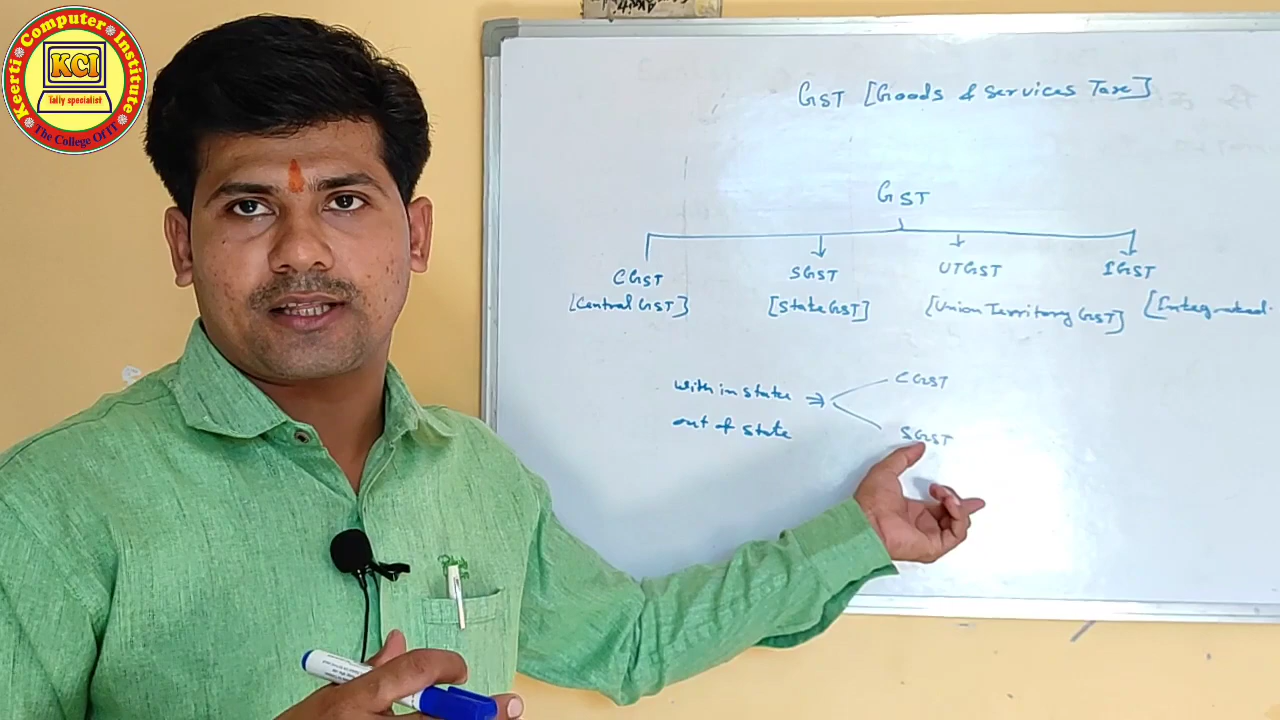 Keerti Computer Institute
KCI
Tally specialist
The College Of IT
GST [Goods & Services Tax]
GST
CGST SGST UTGST IGST
[Central GST] [State GST] [Union Territory GST] [Integrated
with in state ⇒ CGST
out of state SGST